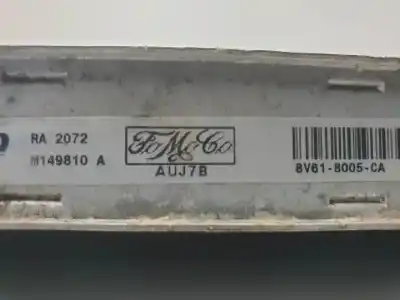 RA 2072
M149810 A
FoMoCo
AUJ7B
8V61-8005-CA